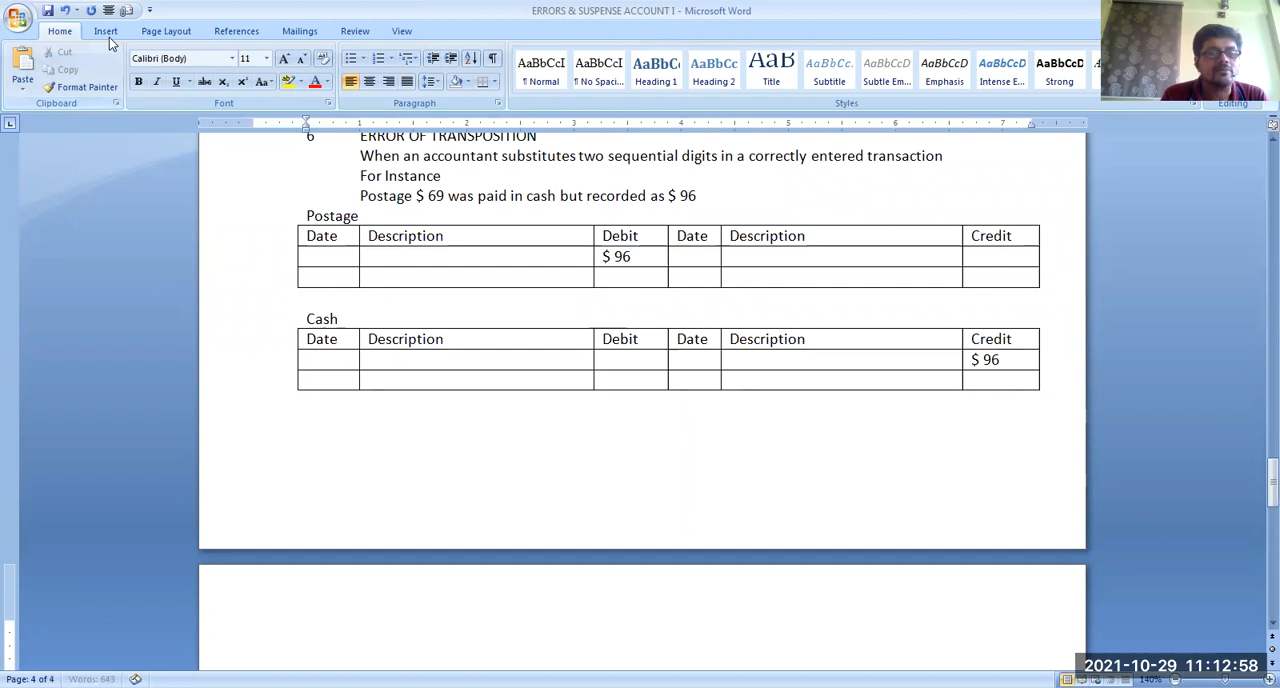 ERRORS & SUSPENSE ACCOUNT I - Microsoft Word
Home Insert Page Layout References Mailings Review View
Paste
Cut
Copy
Format Painter
Calibri (Body) 11
AaBbCcI AaBbCcI AaBbC AaBbCc AaB AaBbCc. AaBbCcD AaBbCcD AaBbCcD AaBbCcD
¶ Normal ¶ No Spaci... Heading 1 Heading 2 Title Subtitle Subtle Em... Emphasis Intense E... Strong
Clipboard Font Paragraph Styles Editing
6 ERROR OF TRANSPOSITION
When an accountant substitutes two sequential digits in a correctly entered transaction
For Instance
Postage $ 69 was paid in cash but recorded as $ 96
Postage
Date Description Debit Date Description Credit
$ 96
Cash
Date Description Debit Date Description Credit
$ 96
2021-10-29 11:12:58
Page: 4 of 4 Words: 643 140%